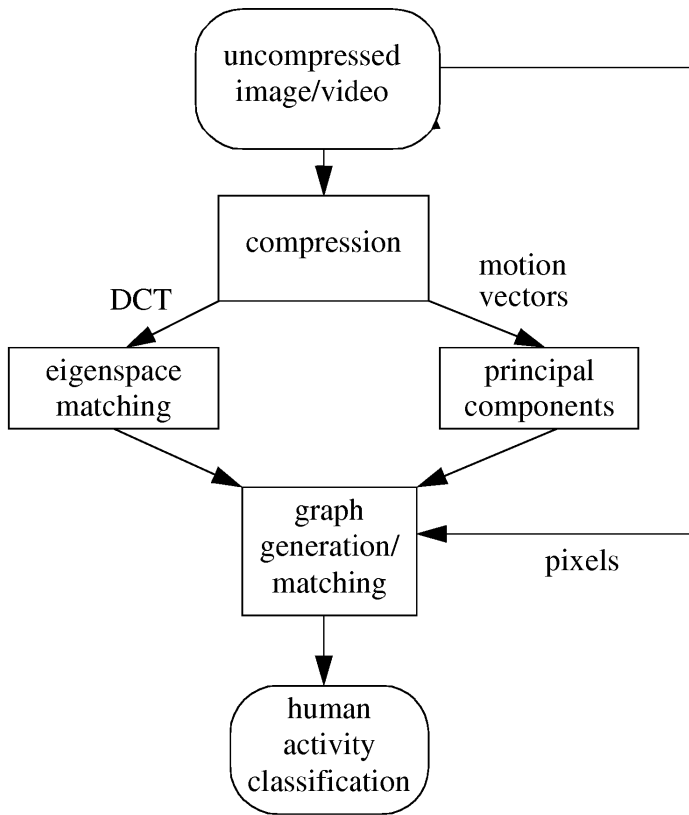 uncompressed
image/video
compression
DCT
motion
vectors
eigenspace
matching
principal
components
graph
generation/
matching
pixels
human
activity
classification